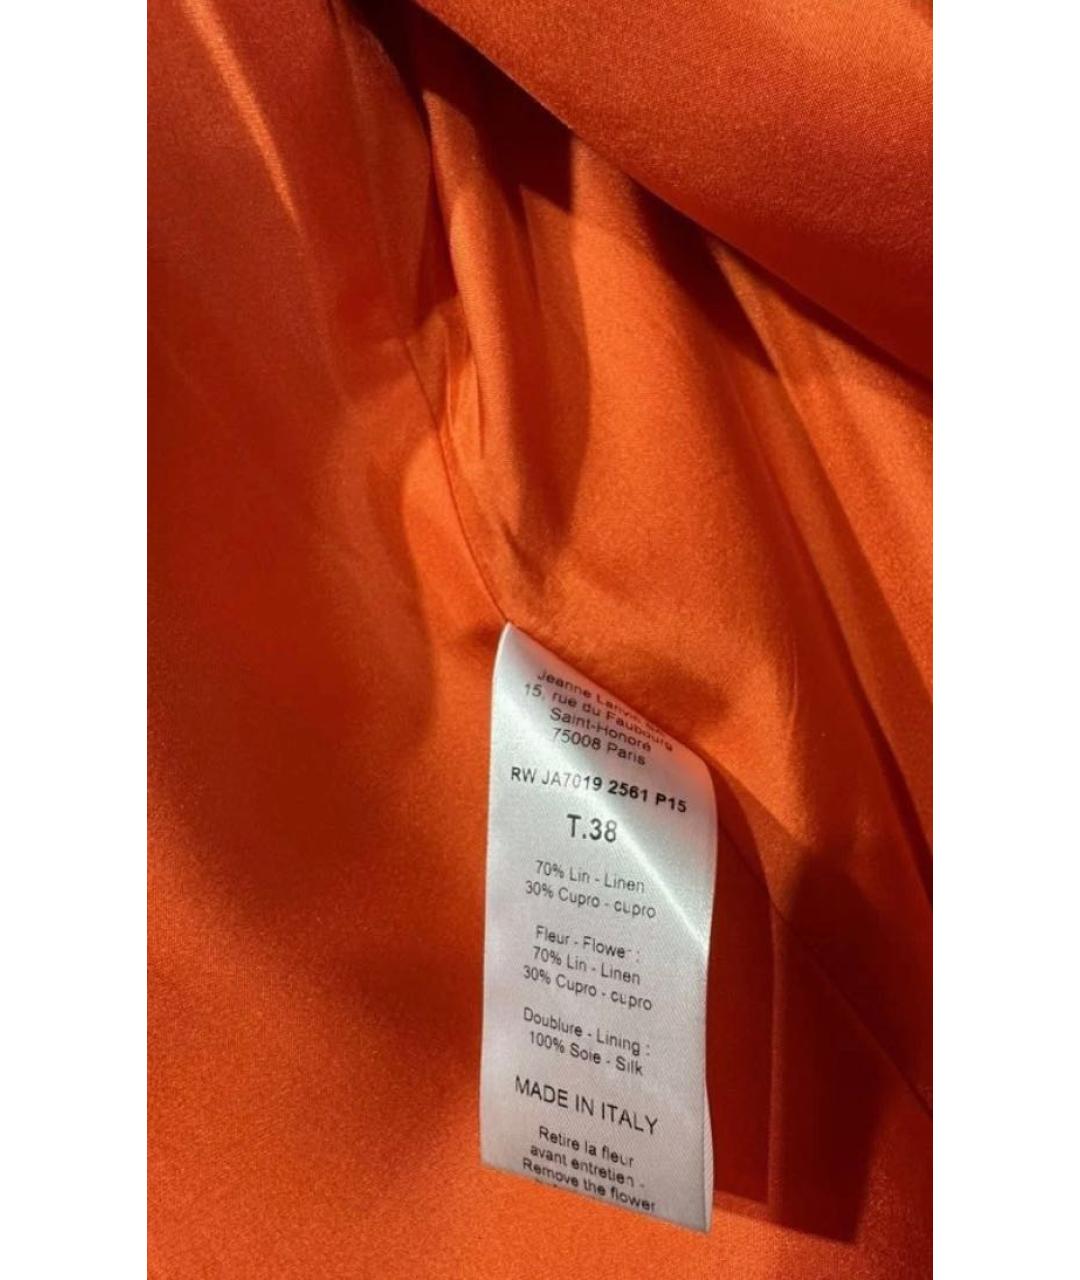 Jeanne Lanvin
15, rue du Faubourg
Saint-Honoré
75008 Paris
RW JA7019 2561 P15
T.38
70% Lin - Linen
30% Cupro - cupro
Fleur - Flower :
70% Lin - Linen
30% Cupro - cupro
Doublure - Lining :
100% Soie - Silk
MADE IN ITALY
Retire la fleur
avant entretien -
Remove the flower